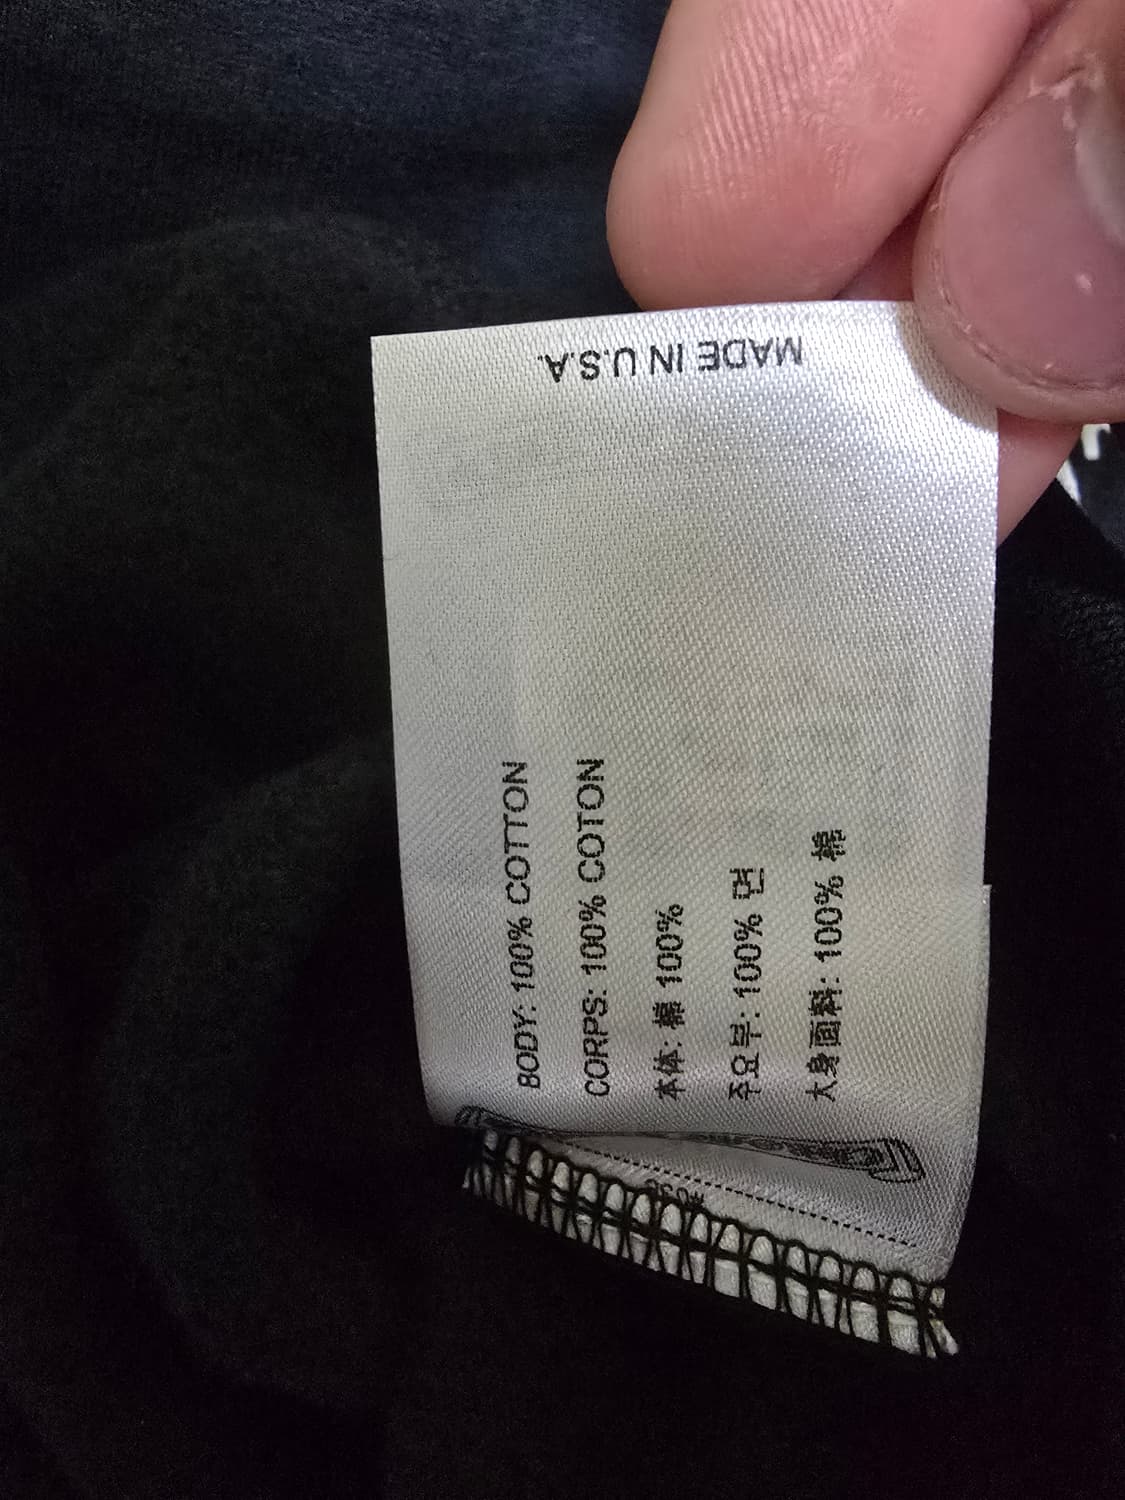 MADE IN U.S.A.
BODY: 100% COTTON
CORPS: 100% COTON
本体: 棉 100%
주요부: 100% 면
大身面料: 100% 棉